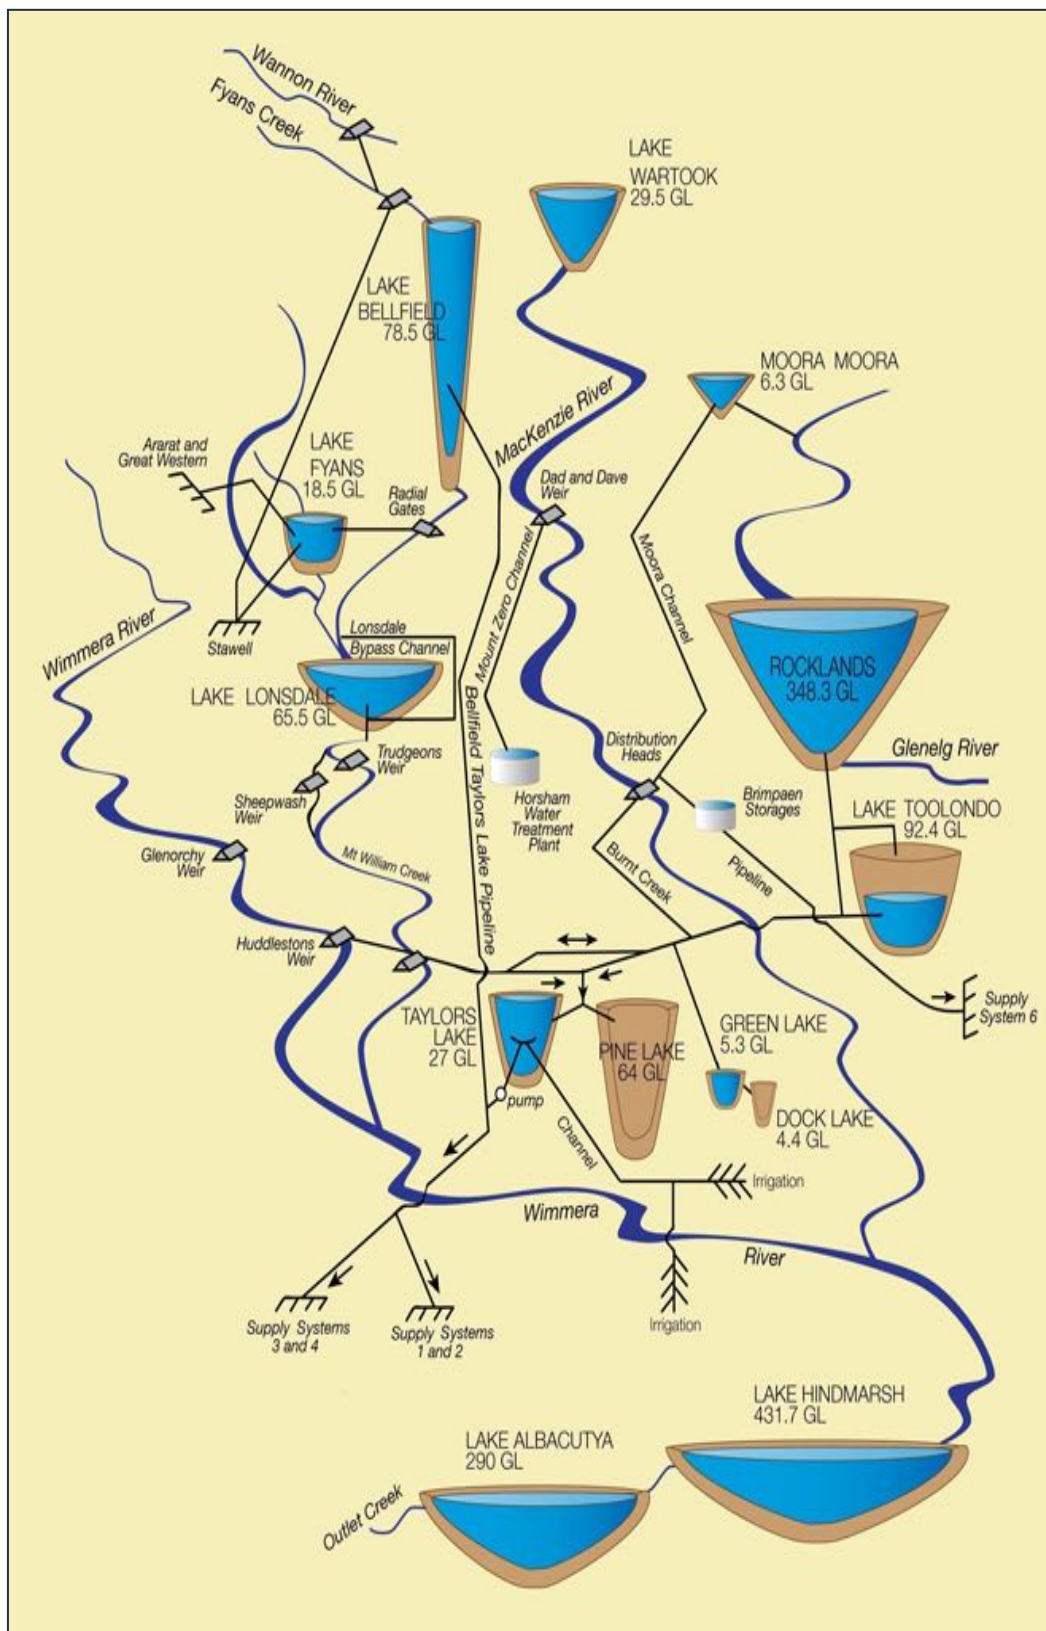 Wannon River
Fyans Creek
LAKE
WARTOOK
29.5 GL
LAKE
BELLFIELD
78.5 GL
MOORA MOORA
6.3 GL
MacKenzie River
Ararat and
Great Western
LAKE
FYANS
18.5 GL
Radial
Gates
Dad and Dave
Weir
Moora Channel
Mount Zero Channel
Wimmera River
Stawell
Lonsdale
Bypass Channel
LAKE LONSDALE
65.5 GL
ROCKLANDS
348.3 GL
Glenelg River
Bellfield Taylors Lake Pipeline
Trudgeons
Weir
Sheepwash
Weir
Distribution
Heads
Horsham
Water
Treatment
Plant
Brimpaen
Storages
LAKE TOOLONDO
92.4 GL
Glenorchy
Weir
Mt William Creek
Burnt Creek
Pipeline
Huddlestons
Weir
TAYLORS
LAKE
27 GL
PINE LAKE
64 GL
GREEN LAKE
5.3 GL
Supply
System 6
pump
DOCK LAKE
4.4 GL
Channel
Irrigation
Wimmera
River
Supply Systems
3 and 4
Supply Systems
1 and 2
Irrigation
LAKE HINDMARSH
431.7 GL
LAKE ALBACUTYA
290 GL
Outlet Creek